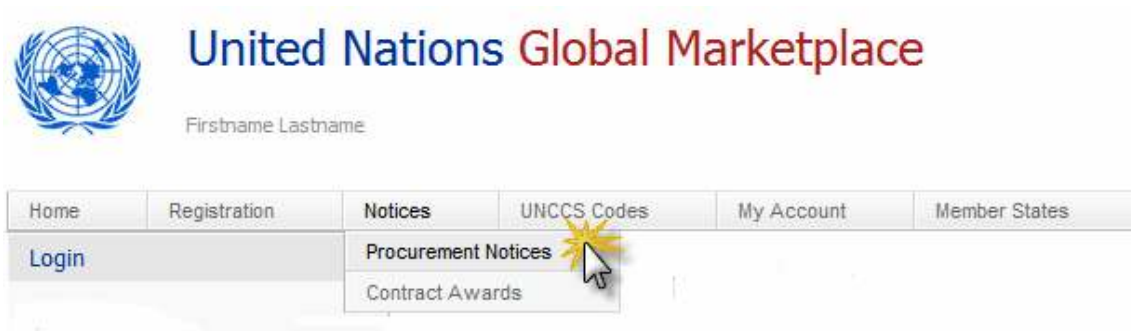 United Nations Global Marketplace
Firstname Lastname
Home Registration Notices UNCCS Codes My Account Member States
Login
Procurement Notices
Contract Awards